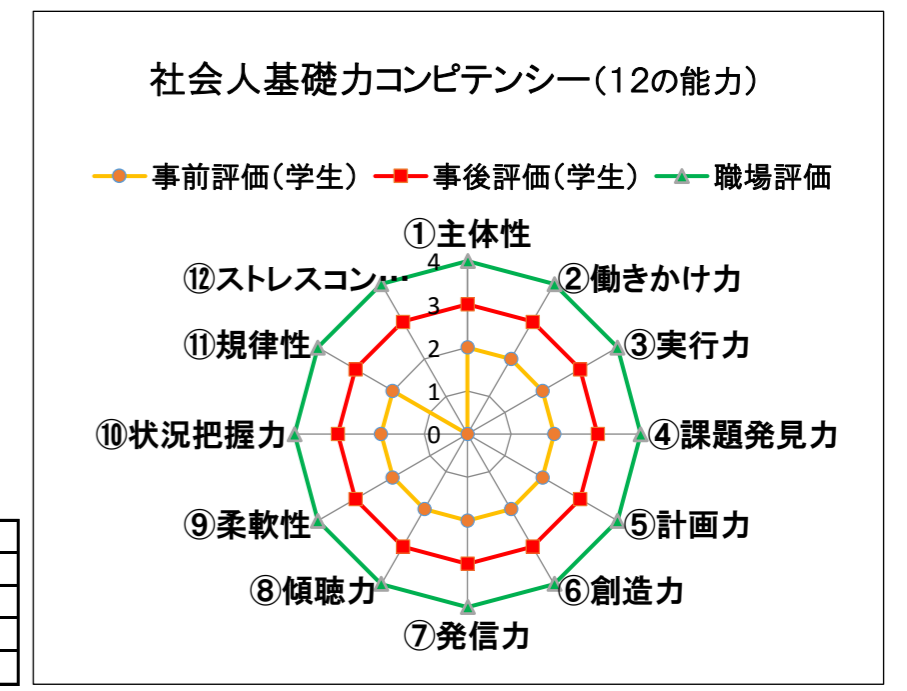 社会人基礎力コンピテンシー（12の能力）
事前評価（学生） 事後評価（学生） 職場評価
①主体性
②働きかけ力
③実行力
④課題発見力
⑤計画力
⑥創造力
⑦発信力
⑧傾聴力
⑨柔軟性
⑩状況把握力
⑪規律性
⑫ストレスコン…
4
3
2
1
0